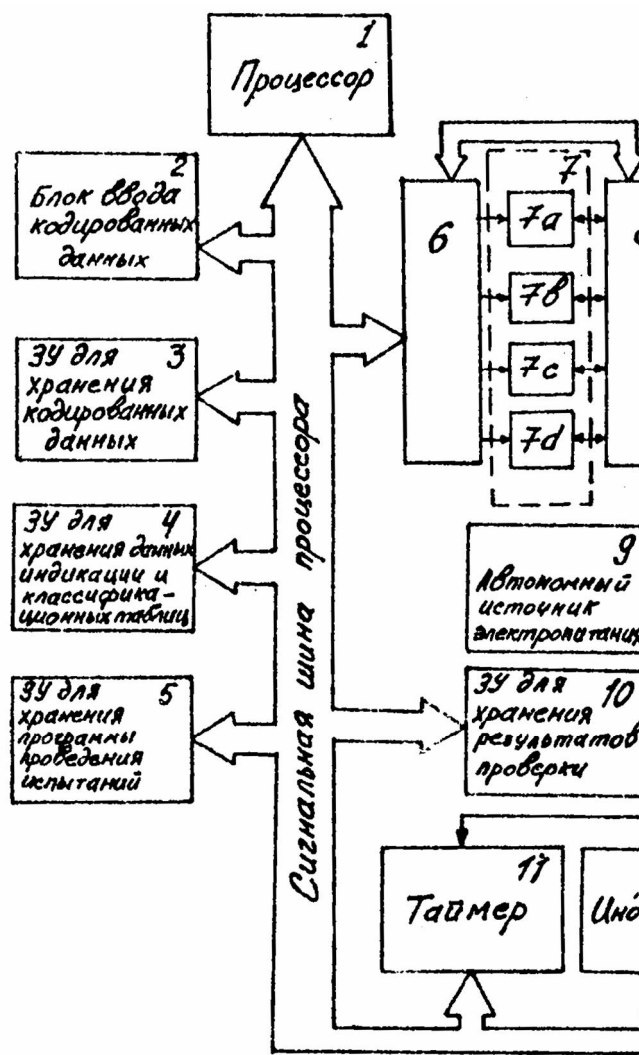 1
Процессор
2
Блок ввода
кодированных
данных
3
ЗУ для
хранения
кодированных
данных
4
ЗУ для
хранения данных
индикации и
классифика-
ционных таблиц
5
ЗУ для
хранения
программы
проведения
испытаний
Сигнальная шина процессора
6
7
7a
7b
7c
7d
9
Автономный
источник
электропитания
10
ЗУ для
хранения
результатов
проверки
17
Таймер
Инд